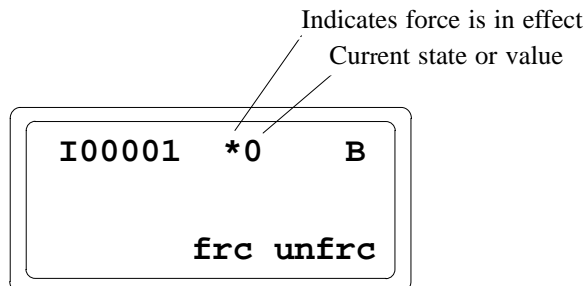 Indicates force is in effect
Current state or value
I00001 *0 B
frc unfrc